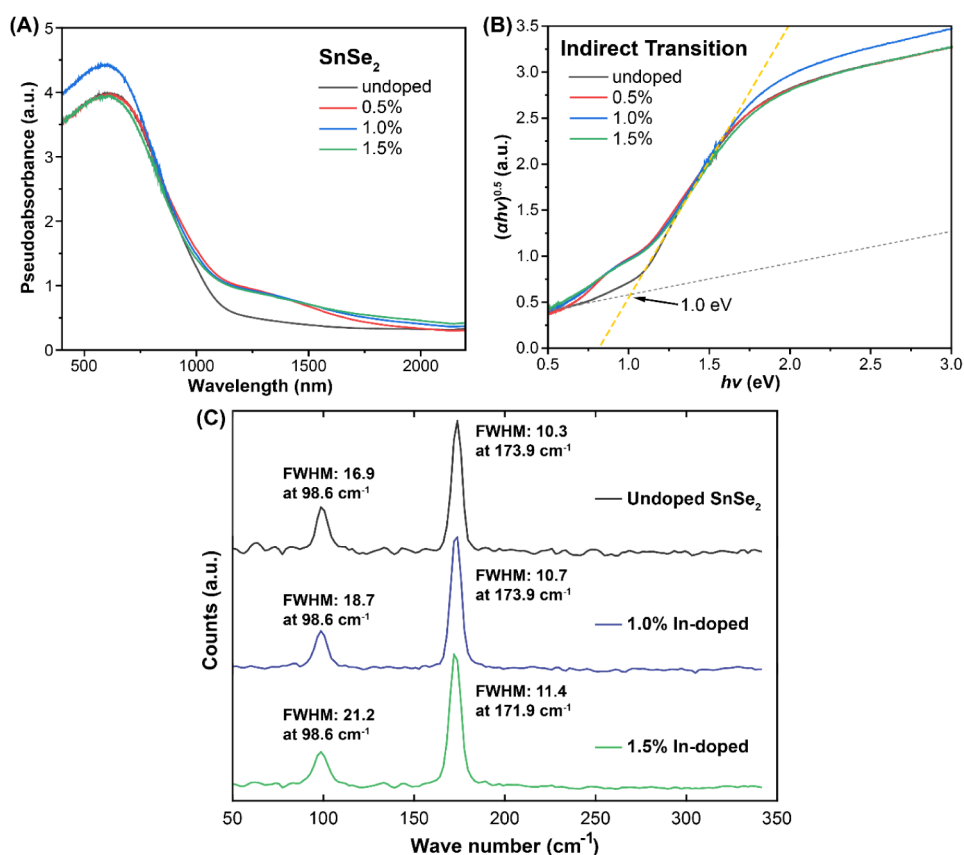 (A)
SnSe₂
undoped
0.5%
1.0%
1.5%
Pseudoabsorbance (a.u.)
5
4
3
2
1
0
500 1000 1500 2000
Wavelength (nm)
(B)
Indirect Transition
undoped
0.5%
1.0%
1.5%
(αhν)⁰·⁵ (a.u.)
3.5
3.0
2.5
2.0
1.5
1.0
0.5
0.0
1.0 eV
0.5 1.0 1.5 2.0 2.5 3.0
hν (eV)
(C)
Counts (a.u.)
FWHM: 16.9
at 98.6 cm⁻¹
FWHM: 10.3
at 173.9 cm⁻¹
Undoped SnSe₂
FWHM: 18.7
at 98.6 cm⁻¹
FWHM: 10.7
at 173.9 cm⁻¹
1.0% In-doped
FWHM: 21.2
at 98.6 cm⁻¹
FWHM: 11.4
at 171.9 cm⁻¹
1.5% In-doped
50 100 150 200 250 300 350
Wave number (cm⁻¹)